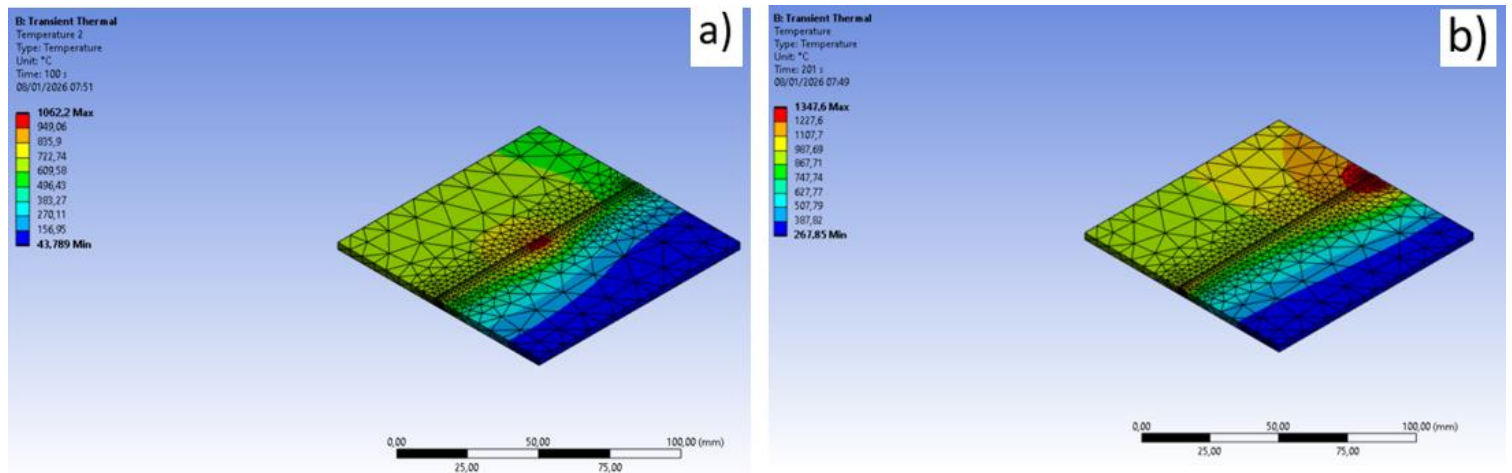 B: Transient Thermal
Temperature 2
Type: Temperature
Unit: °C
Time: 100 s
08/01/2026 07:51
1062,2 Max
949,06
835,9
722,74
609,58
496,43
383,27
270,11
156,95
43,789 Min
a)
0,00 50,00 100,00 (mm)
25,00 75,00
B: Transient Thermal
Temperature
Type: Temperature
Unit: °C
Time: 201 s
08/01/2026 07:49
1347,6 Max
1227,6
1107,7
987,69
867,71
747,74
627,77
507,79
387,82
267,85 Min
b)
0,00 50,00 100,00 (mm)
25,00 75,00